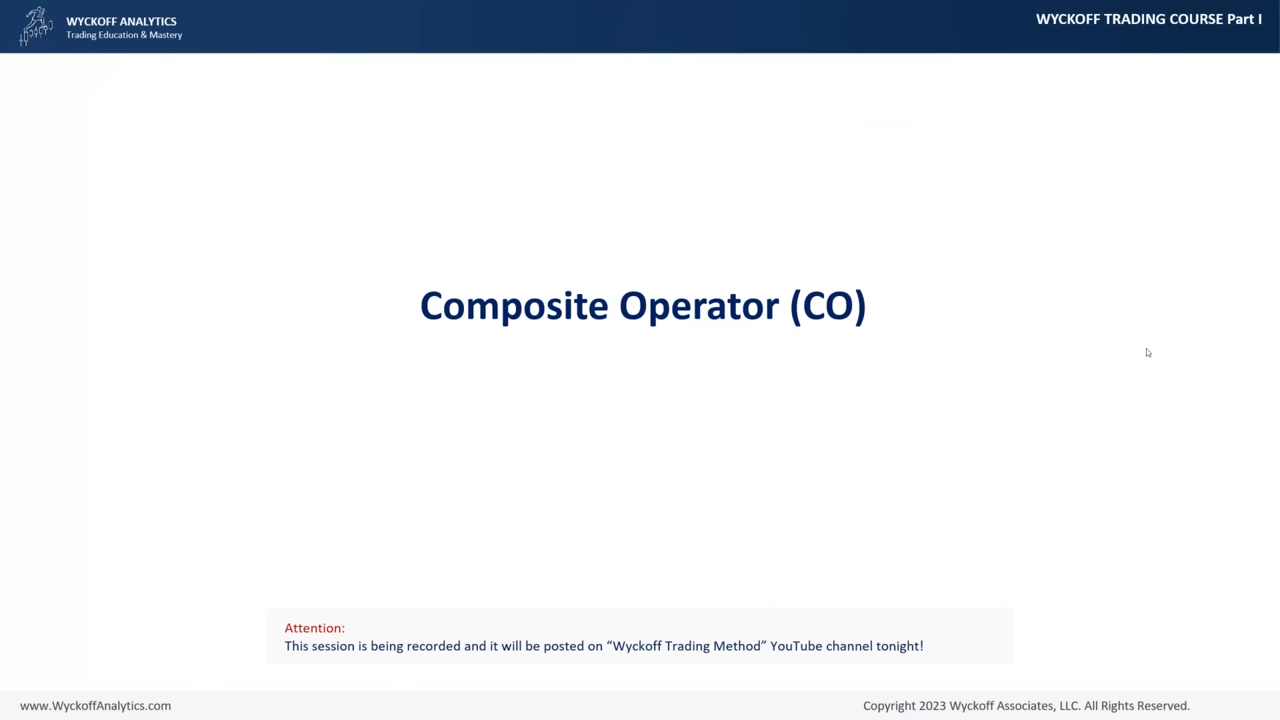 WYCKOFF ANALYTICS
Trading Education & Mastery
WYCKOFF TRADING COURSE Part I
Composite Operator (CO)
Attention:
This session is being recorded and it will be posted on “Wyckoff Trading Method” YouTube channel tonight!
www.WyckoffAnalytics.com
Copyright 2023 Wyckoff Associates, LLC. All Rights Reserved.